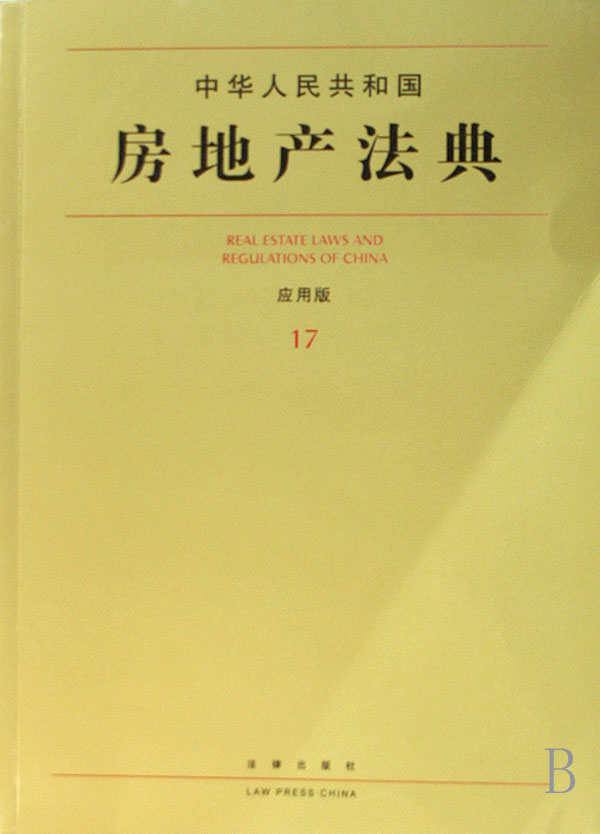 中华人民共和国
房地产法典
REAL ESTATE LAWS AND
REGULATIONS OF CHINA
应用版
17
法律出版社
LAW PRESS CHINA
B